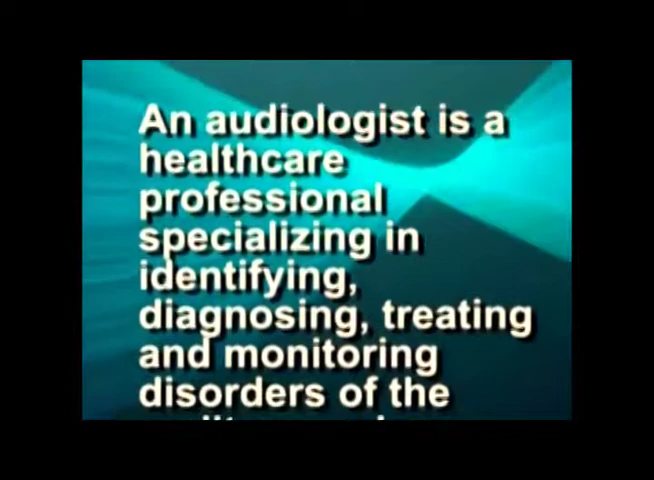 An audiologist is a
healthcare
professional
specializing in
identifying,
diagnosing, treating
and monitoring
disorders of the